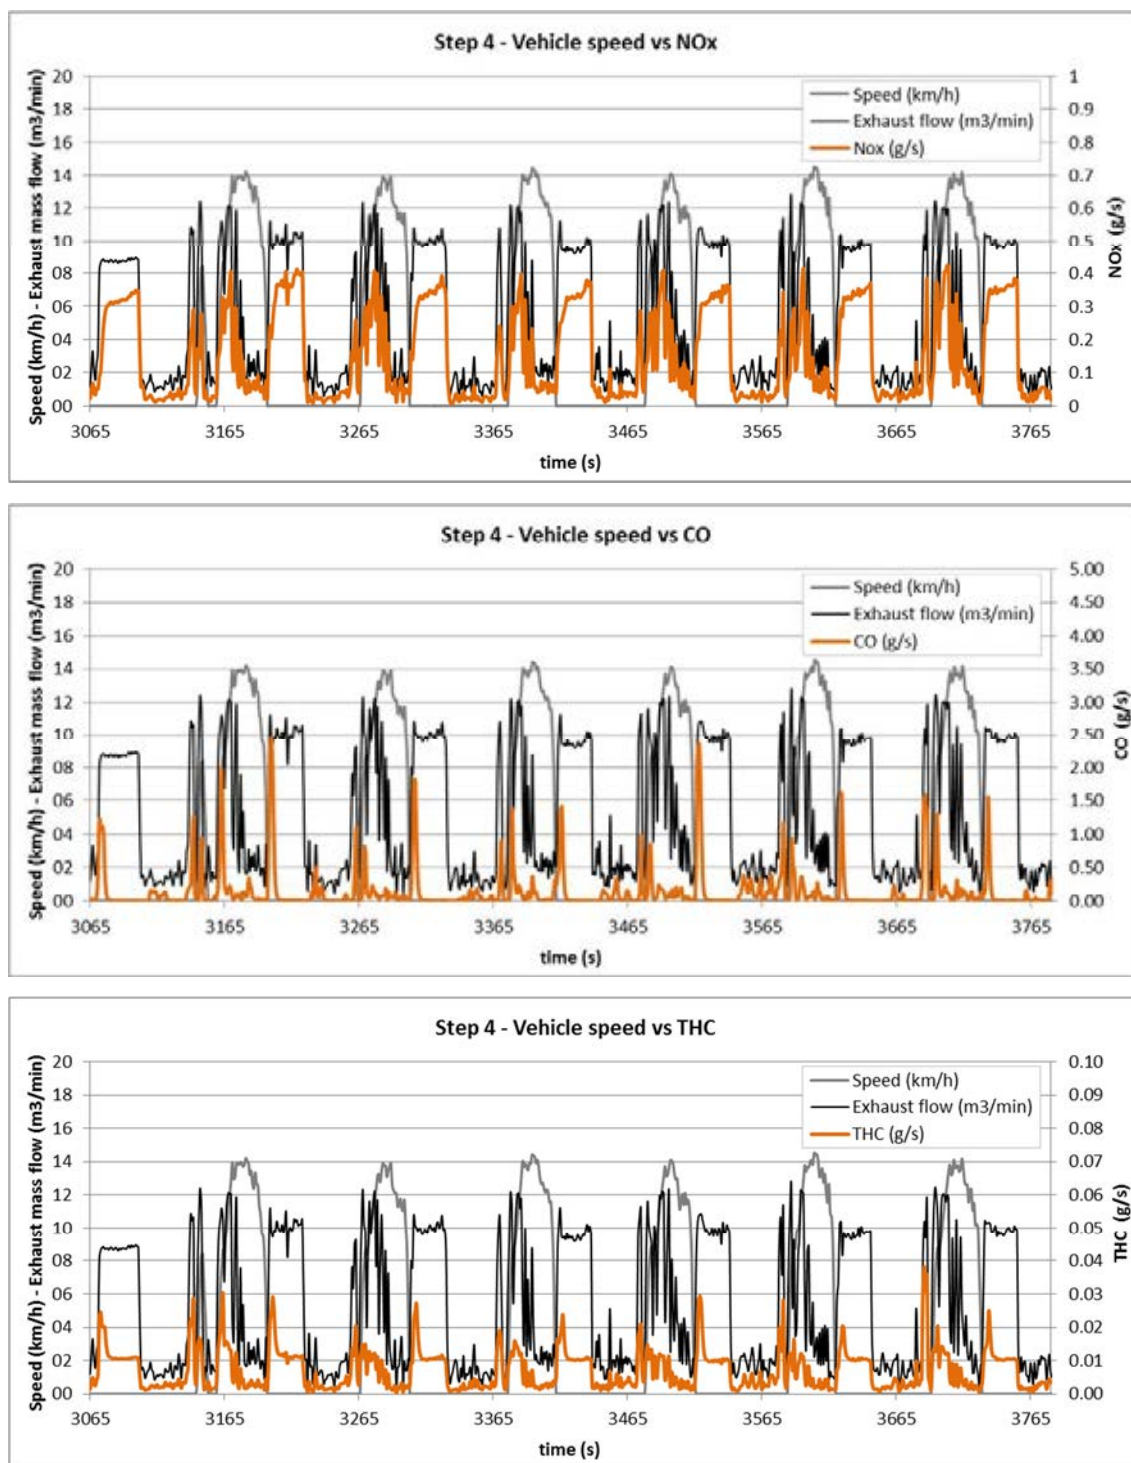 Step 4 - Vehicle speed vs NOx
Speed (km/h) - Exhaust mass flow (m3/min)
20
18
16
14
12
10
08
06
04
02
00
Speed (km/h)
Exhaust flow (m3/min)
Nox (g/s)
1
0.9
0.8
0.7
0.6
0.5
0.4
0.3
0.2
0.1
0
NOx (g/s)
3065 3165 3265 3365 3465 3565 3665 3765
time (s)
Step 4 - Vehicle speed vs CO
Speed (km/h) - Exhaust mass flow (m3/min)
20
18
16
14
12
10
08
06
04
02
00
Speed (km/h)
Exhaust flow (m3/min)
CO (g/s)
5.00
4.50
4.00
3.50
3.00
2.50
2.00
1.50
1.00
0.50
0.00
CO (g/s)
3065 3165 3265 3365 3465 3565 3665 3765
time (s)
Step 4 - Vehicle speed vs THC
Speed (km/h) - Exhaust mass flow (m3/min)
20
18
16
14
12
10
08
06
04
02
00
Speed (km/h)
Exhaust flow (m3/min)
THC (g/s)
0.10
0.09
0.08
0.07
0.06
0.05
0.04
0.03
0.02
0.01
0.00
THC (g/s)
3065 3165 3265 3365 3465 3565 3665 3765
time (s)